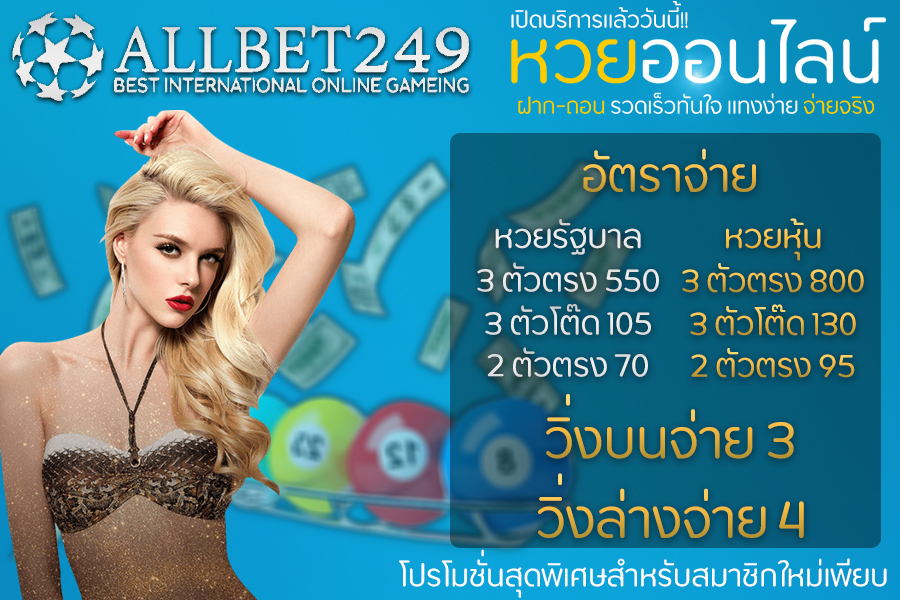 ALLBET249
BEST INTERNATIONAL ONLINE GAMEING
เปิดบริการแล้ววันนี้!!
หวยออนไลน์
ฝาก-ถอน รวดเร็วทันใจ แทงง่าย จ่ายจริง
อัตราจ่าย
หวยรัฐบาล หวยหุ้น
3 ตัวตรง 550 3 ตัวตรง 800
3 ตัวโต๊ด 105 3 ตัวโต๊ด 130
2 ตัวตรง 70 2 ตัวตรง 95
วิ่งบนจ่าย 3
วิ่งล่างจ่าย 4
23 12 8
โปรโมชั่นสุดพิเศษสำหรับสมาชิกใหม่เพียบ